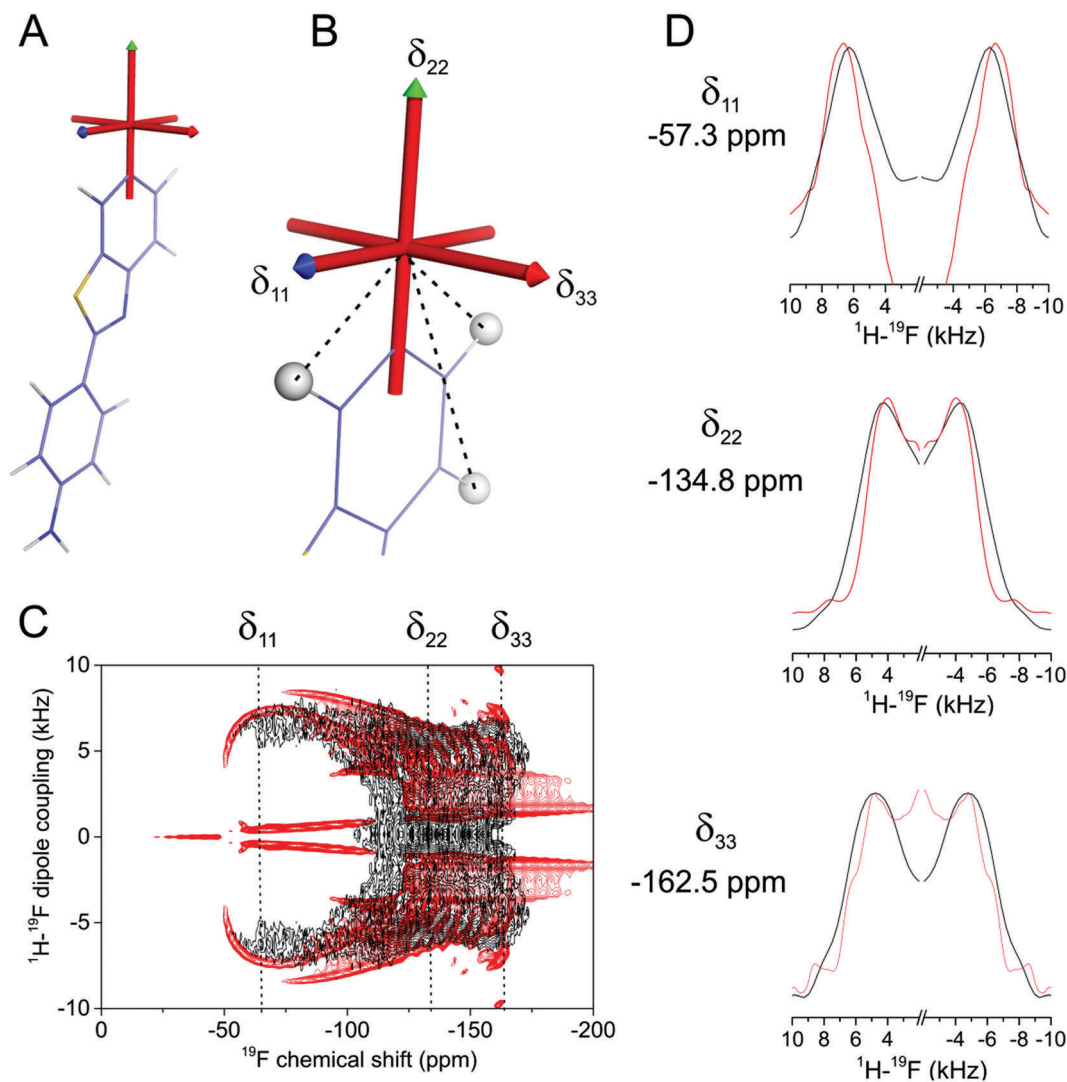 A
B
δ22
δ11
δ33
C
δ11
δ22
δ33
10
5
0
-5
-10
1H-19F dipole coupling (kHz)
0
-50
-100
-150
-200
19F chemical shift (ppm)
D
δ11
-57.3 ppm
10 8 6 4 -4 -6 -8 -10
1H-19F (kHz)
δ22
-134.8 ppm
10 8 6 4 -4 -6 -8 -10
1H-19F (kHz)
δ33
-162.5 ppm
10 8 6 4 -4 -6 -8 -10
1H-19F (kHz)